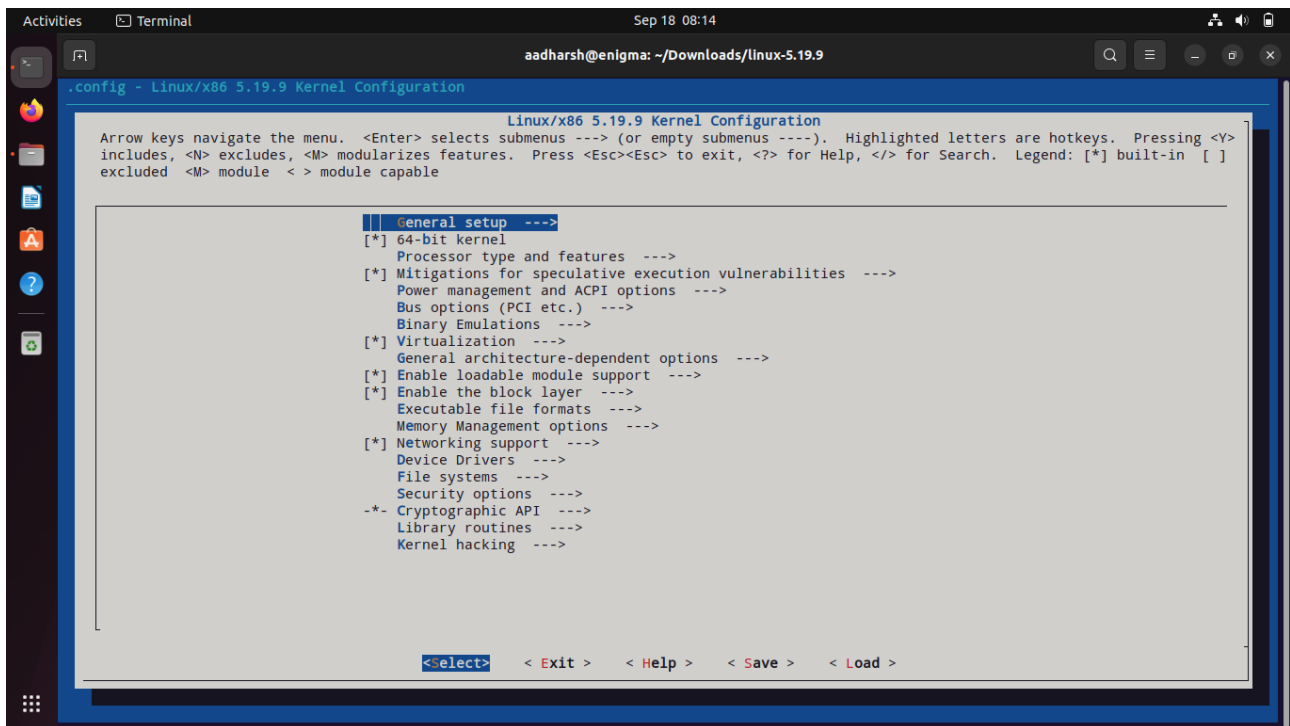 Activities Terminal Sep 18 08:14
aadharsh@enigma: ~/Downloads/linux-5.19.9
.config - Linux/x86 5.19.9 Kernel Configuration
Linux/x86 5.19.9 Kernel Configuration
Arrow keys navigate the menu. <Enter> selects submenus ---> (or empty submenus ----). Highlighted letters are hotkeys. Pressing <Y>
includes, <N> excludes, <M> modularizes features. Press <Esc><Esc> to exit, <?> for Help, </> for Search. Legend: [*] built-in [ ]
excluded <M> module < > module capable
General setup --->
[*] 64-bit kernel
Processor type and features --->
[*] Mitigations for speculative execution vulnerabilities --->
Power management and ACPI options --->
Bus options (PCI etc.) --->
Binary Emulations --->
[*] Virtualization --->
General architecture-dependent options --->
[*] Enable loadable module support --->
[*] Enable the block layer --->
Executable file formats --->
Memory Management options --->
[*] Networking support --->
Device Drivers --->
File systems --->
Security options --->
-*- Cryptographic API --->
Library routines --->
Kernel hacking --->
<Select> < Exit > < Help > < Save > < Load >